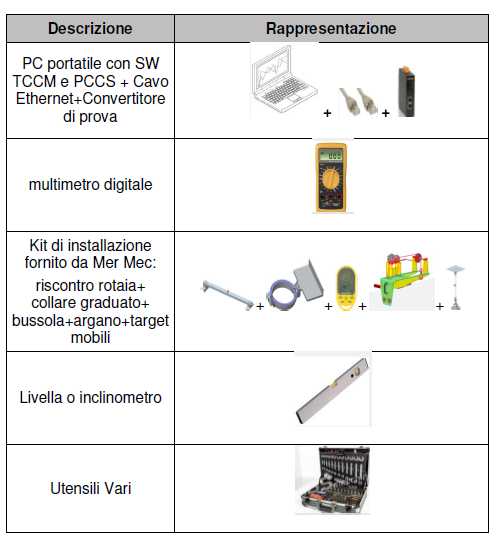 Descrizione
Rappresentazione
PC portatile con SW
TCCM e PCCS + Cavo
Ethernet+Convertitore
di prova
+ +
multimetro digitale
000
Kit di installazione
fornito da Mer Mec:
riscontro rotaia+
collare graduato+
bussola+argano+target
mobili
+ + + +
Livella o inclinometro
Utensili Vari